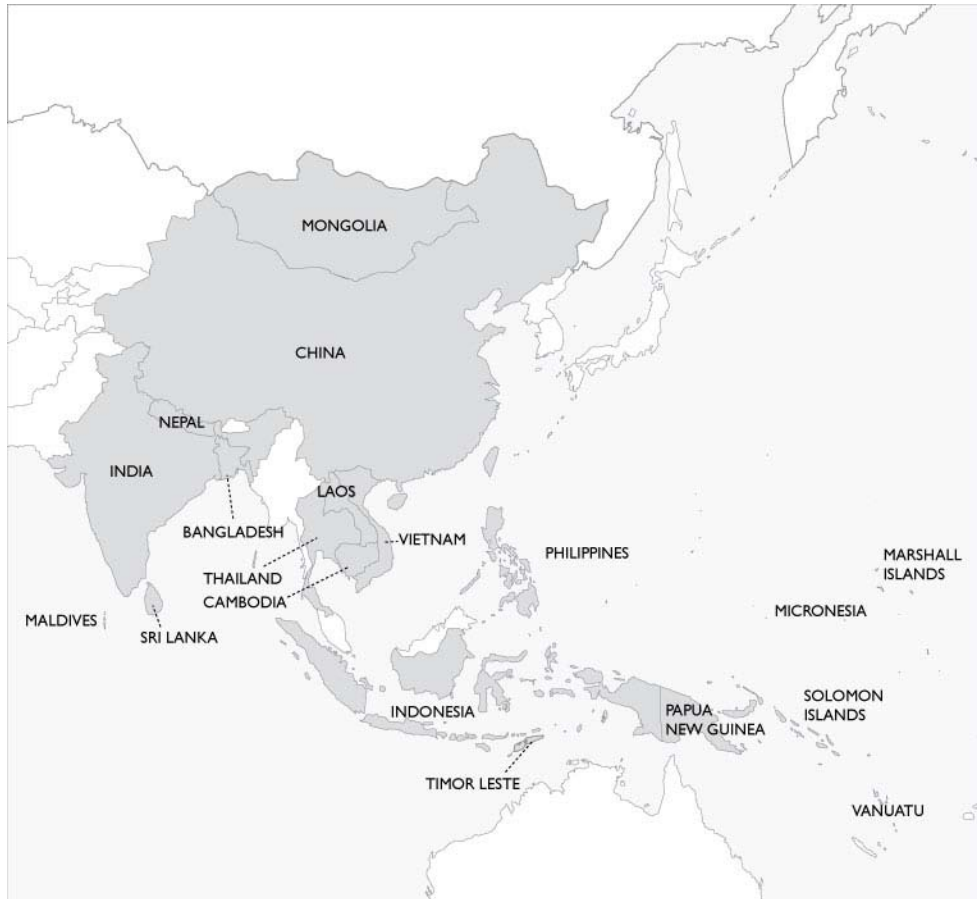 MONGOLIA
CHINA
NEPAL
INDIA
LAOS
BANGLADESH
VIETNAM
PHILIPPINES
MARSHALL
ISLANDS
THAILAND
CAMBODIA
MICRONESIA
MALDIVES
SRI LANKA
SOLOMON
ISLANDS
INDONESIA
PAPUA
NEW GUINEA
TIMOR LESTE
VANUATU